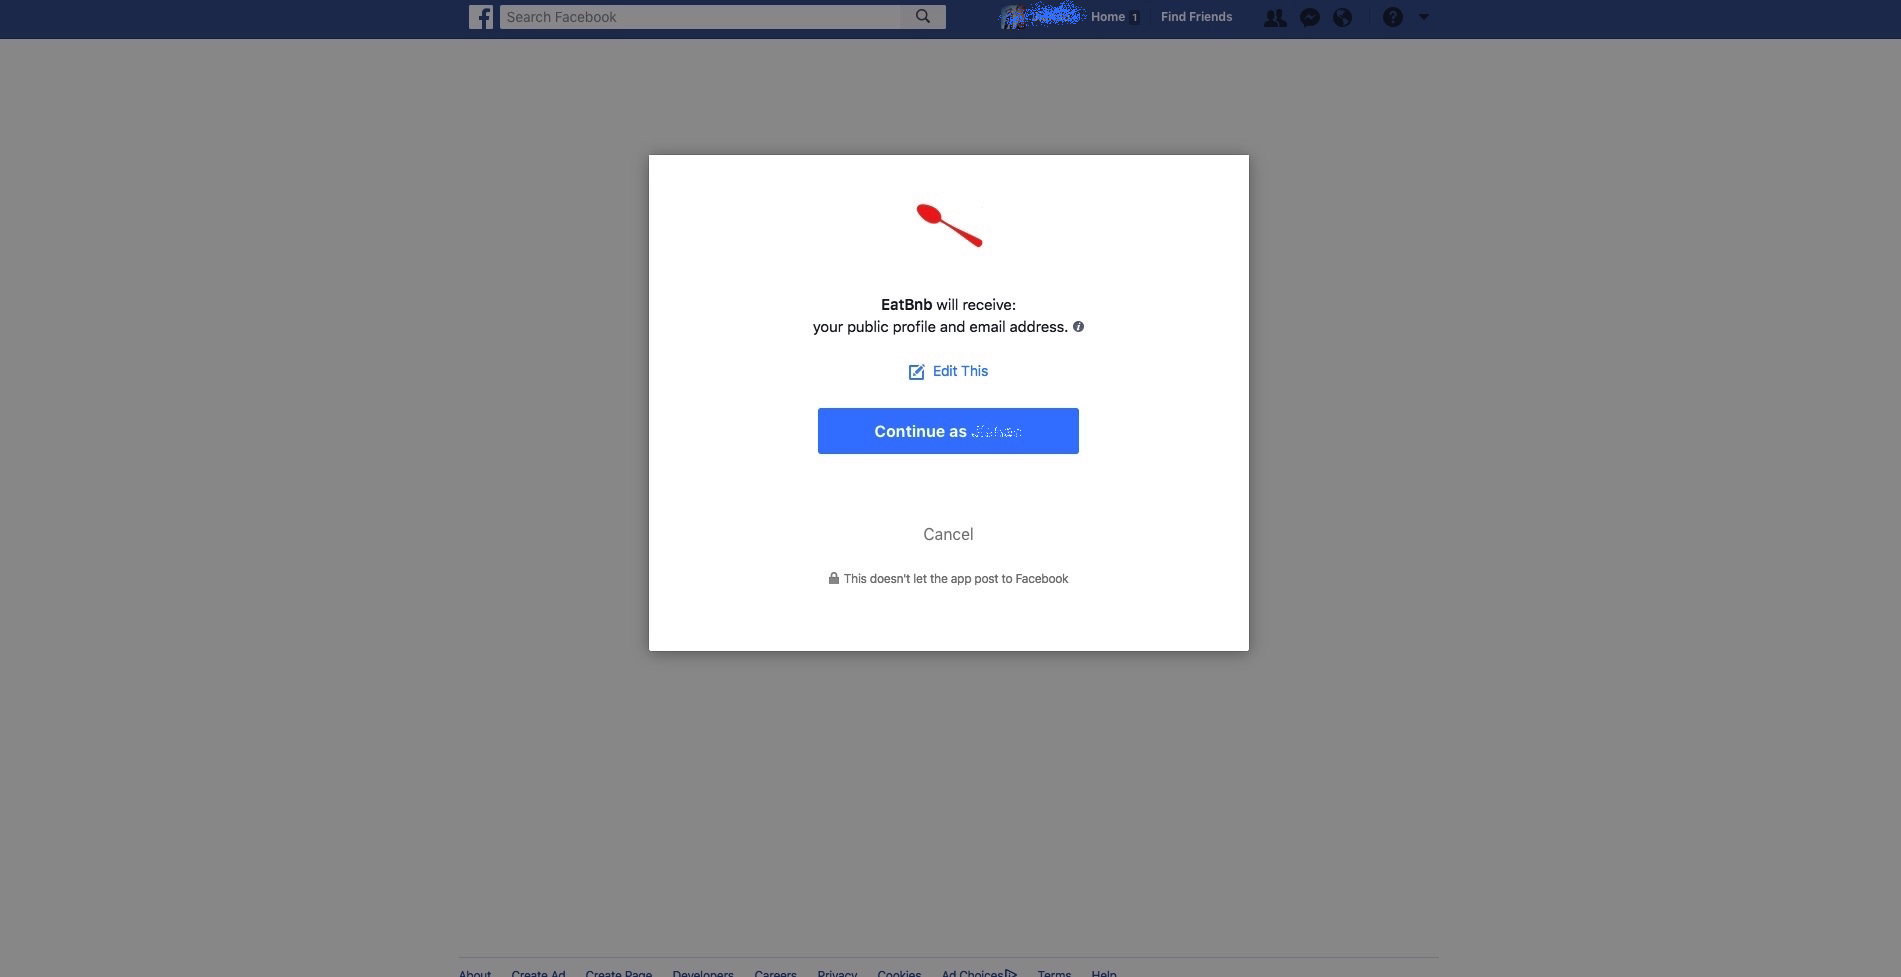 Search Facebook
Home 1
Find Friends
EatBnb will receive:
your public profile and email address.
Edit This
Continue as
Cancel
This doesn't let the app post to Facebook
About Create Ad Create Page Developers Careers Privacy Cookies Ad Choices Terms Help